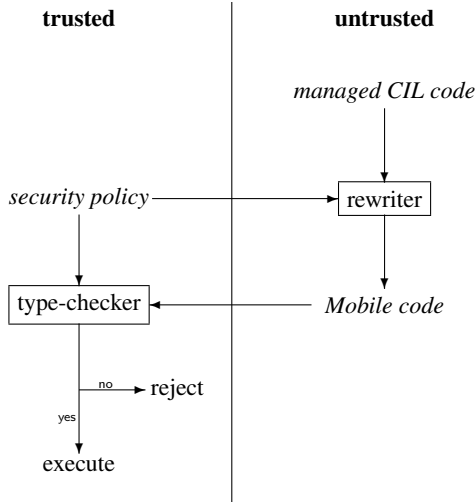 trusted
untrusted
managed CIL code
security policy
rewriter
type-checker
Mobile code
no
reject
yes
execute